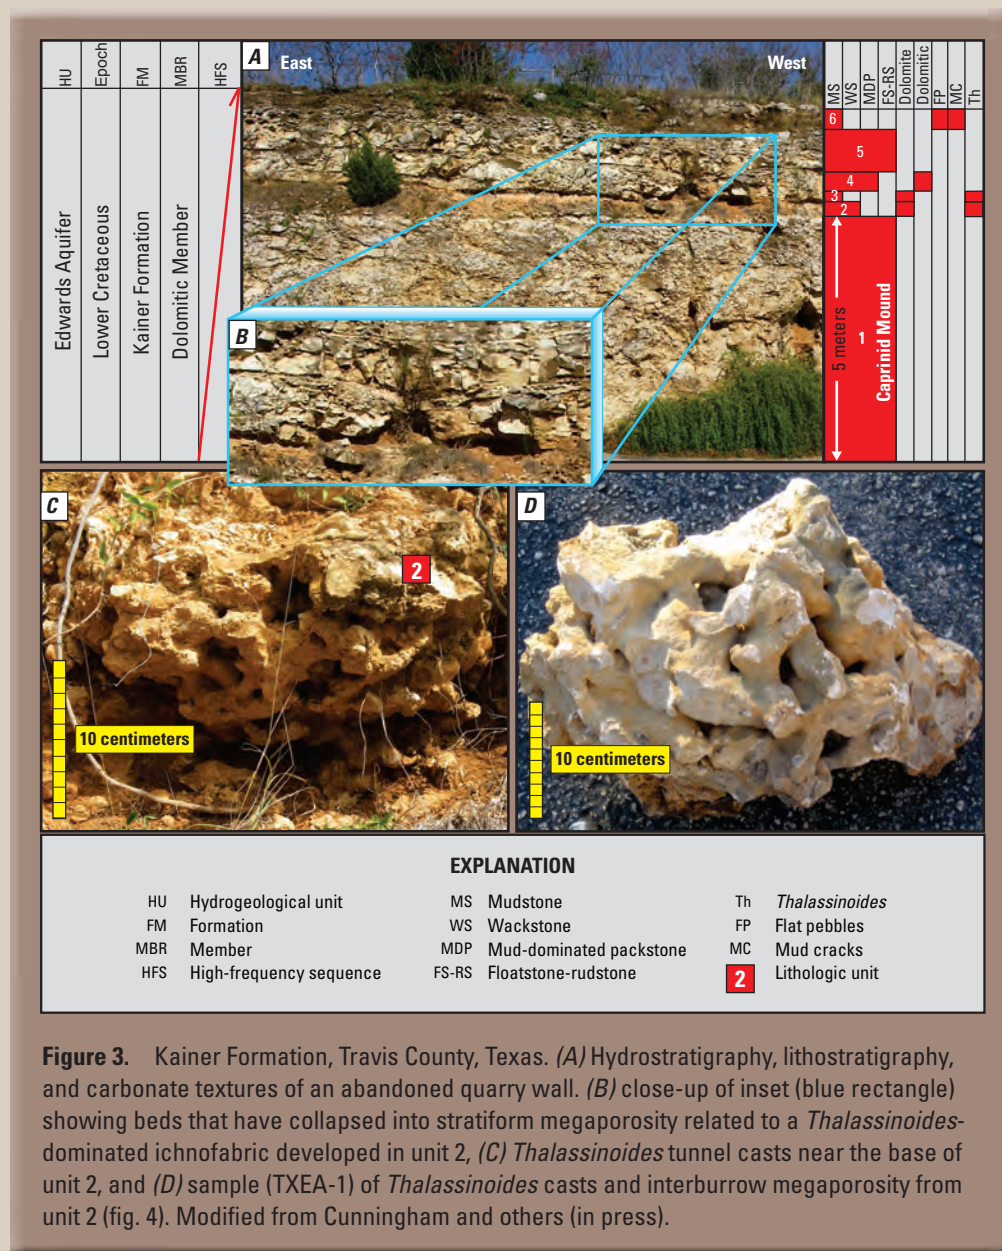 HU
Epoch
FM
MBR
HFS
Edwards Aquifer
Lower Cretaceous
Kainer Formation
Dolomitic Member
A
East
West
MS
WS
MDP
FS-RS
Dolomite
Dolomitic
FP
MC
Th
6
5
4
3
2
1
5 meters
Caprinid Mound
B
C
2
10 centimeters
D
10 centimeters
EXPLANATION
HU Hydrogeological unit
FM Formation
MBR Member
HFS High-frequency sequence
MS Mudstone
WS Wackstone
MDP Mud-dominated packstone
FS-RS Floatstone-rudstone
Th Thalassinoides
FP Flat pebbles
MC Mud cracks
2 Lithologic unit
Figure 3. Kainer Formation, Travis County, Texas. (A) Hydrostratigraphy, lithostratigraphy,
and carbonate textures of an abandoned quarry wall. (B) close-up of inset (blue rectangle)
showing beds that have collapsed into stratiform megaporosity related to a Thalassinoides-
dominated ichnofabric developed in unit 2, (C) Thalassinoides tunnel casts near the base of
unit 2, and (D) sample (TXEA-1) of Thalassinoides casts and interburrow megaporosity from
unit 2 (fig. 4). Modified from Cunningham and others (in press).